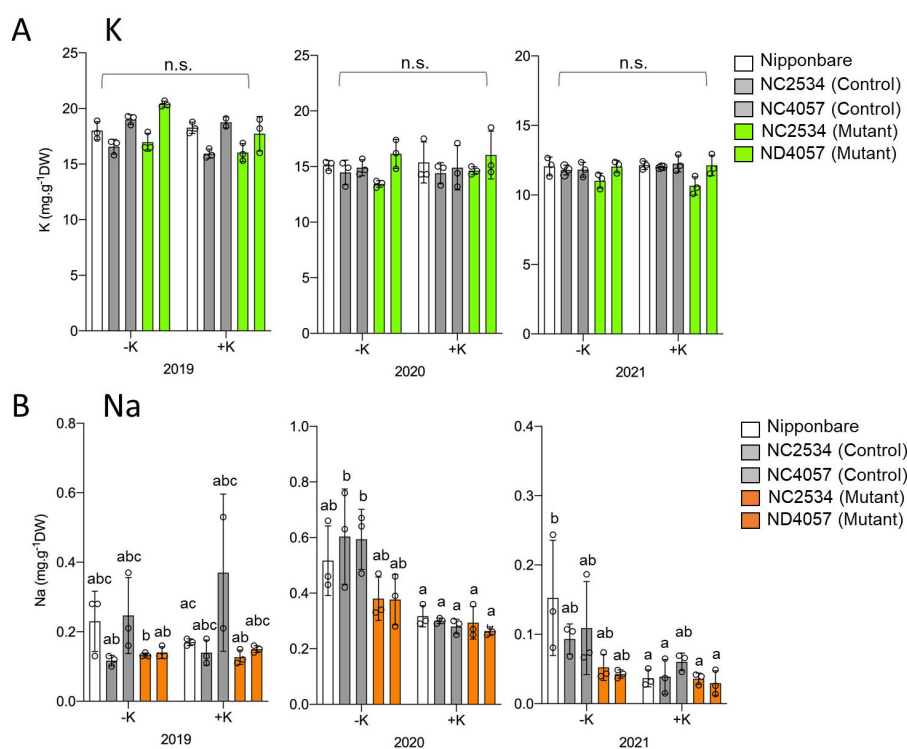 A
K
n.s.
n.s.
n.s.
Nipponbare
NC2534 (Control)
NC4057 (Control)
NC2534 (Mutant)
ND4057 (Mutant)
K (mg.g⁻¹DW)
25
20
15
10
5
0
-K
+K
2019
25
20
15
10
5
0
-K
+K
2020
20
15
10
5
0
-K
+K
2021
B
Na
Nipponbare
NC2534 (Control)
NC4057 (Control)
NC2534 (Mutant)
ND4057 (Mutant)
Na (mg.g⁻¹DW)
0.8
0.6
0.4
0.2
0.0
abc
ab
abc
b
ab
ac
abc
abc
ab
abc
-K
+K
2019
1.0
0.8
0.6
0.4
0.2
0.0
ab
b
b
ab
ab
a
a
a
a
a
-K
+K
2020
0.4
0.3
0.2
0.1
0.0
b
ab
ab
ab
ab
a
a
ab
a
a
-K
+K
2021